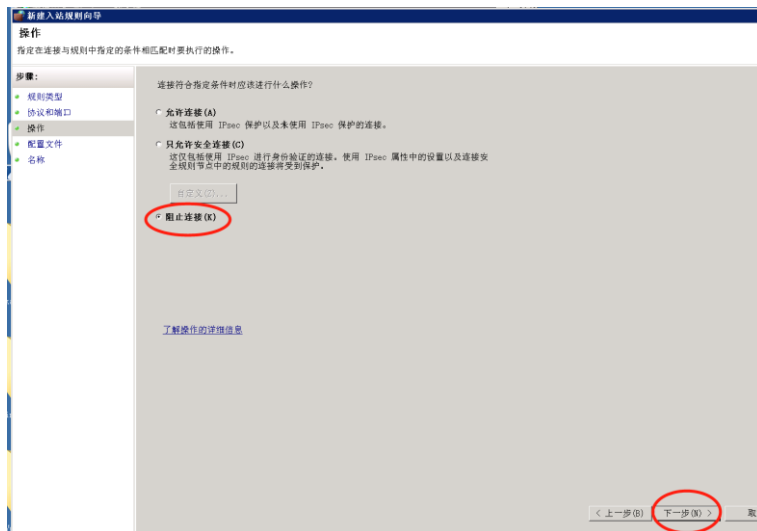 新建入站规则向导
操作
指定在连接与规则中指定的条件相匹配时要执行的操作。
步骤:
规则类型
协议和端口
操作
配置文件
名称
连接符合指定条件时应该进行什么操作?
允许连接(A)
这包括使用 IPsec 保护以及未使用 IPsec 保护的连接。
只允许安全连接(C)
这仅包括使用 IPsec 进行身份验证的连接。使用 IPsec 属性中的设置以及连接安
全规则节点中的规则的连接将受到保护。
自定义(Z)...
阻止连接(K)
了解操作的详细信息
< 上一步(B)
下一步(N) >
取